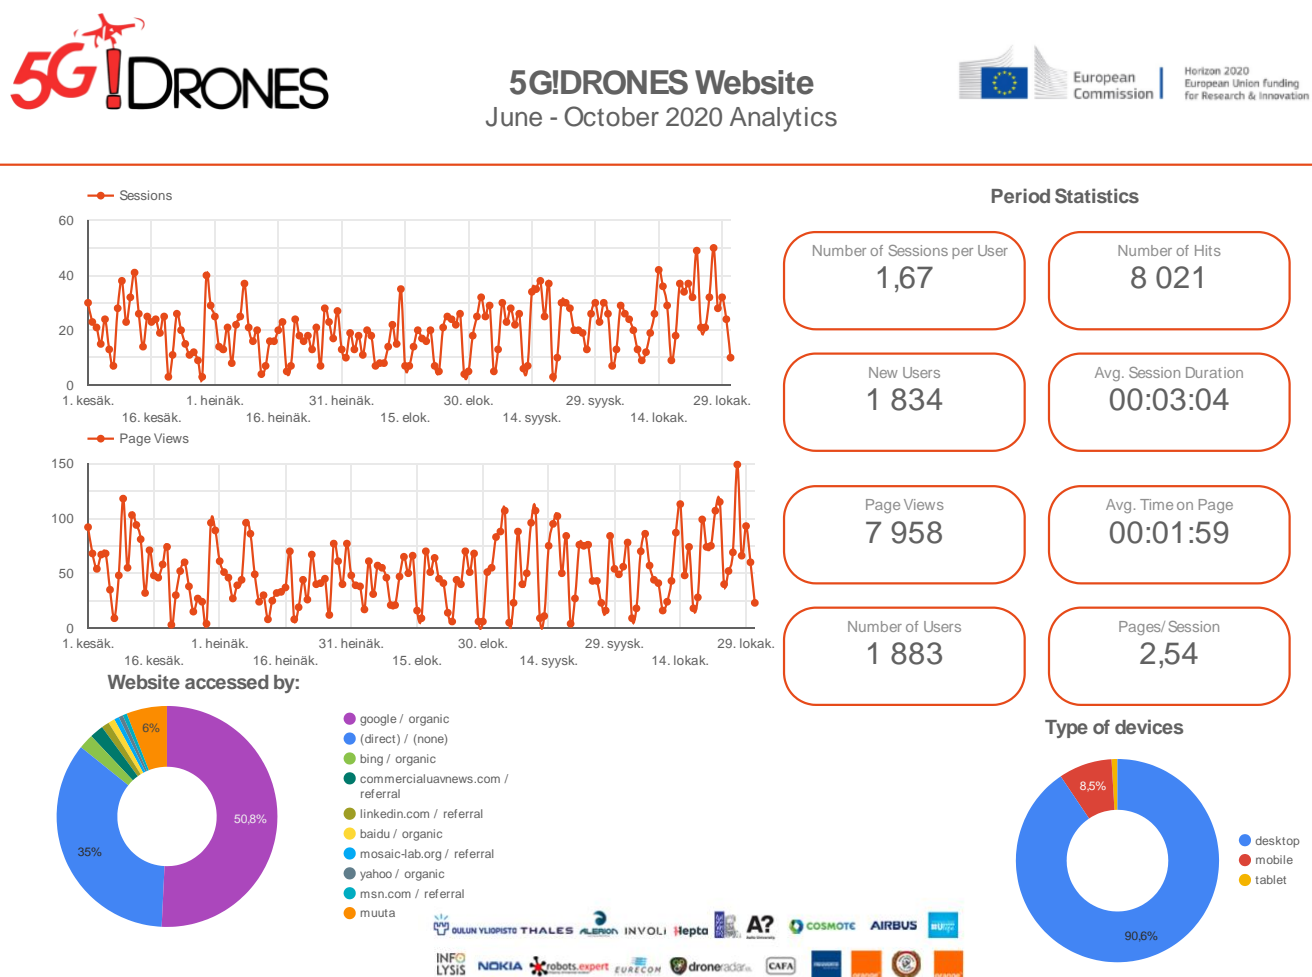 5G!DRONES
5G!DRONES Website
June - October 2020 Analytics
European
Commission
Horizon 2020
European Union funding
for Research & Innovation
Sessions
60
40
20
0
1. kesäk.
16. kesäk.
1. heinäk.
16. heinäk.
31. heinäk.
15. elok.
30. elok.
14. syysk.
29. syysk.
14. lokak.
29. lokak.
Page Views
150
100
50
0
1. kesäk.
16. kesäk.
1. heinäk.
16. heinäk.
31. heinäk.
15. elok.
30. elok.
14. syysk.
29. syysk.
14. lokak.
29. lokak.
Period Statistics
Number of Sessions per User
1,67
Number of Hits
8 021
New Users
1 834
Avg. Session Duration
00:03:04
Page Views
7 958
Avg. Time on Page
00:01:59
Number of Users
1 883
Pages/Session
2,54
Website accessed by:
6%
50,8%
35%
google / organic
(direct) / (none)
bing / organic
commercialuavnews.com /
referral
linkedin.com / referral
baidu / organic
mosaic-lab.org / referral
yahoo / organic
msn.com / referral
muuta
Type of devices
8,5%
90,6%
desktop
mobile
tablet
OULUN YLIOPISTO
THALES
ALERION
INVOLI
Hepta
A?
COSMOTE
AIRBUS
INFO
LYSIS
NOKIA
robots.expert
EURECOM
droneradar
CAFA